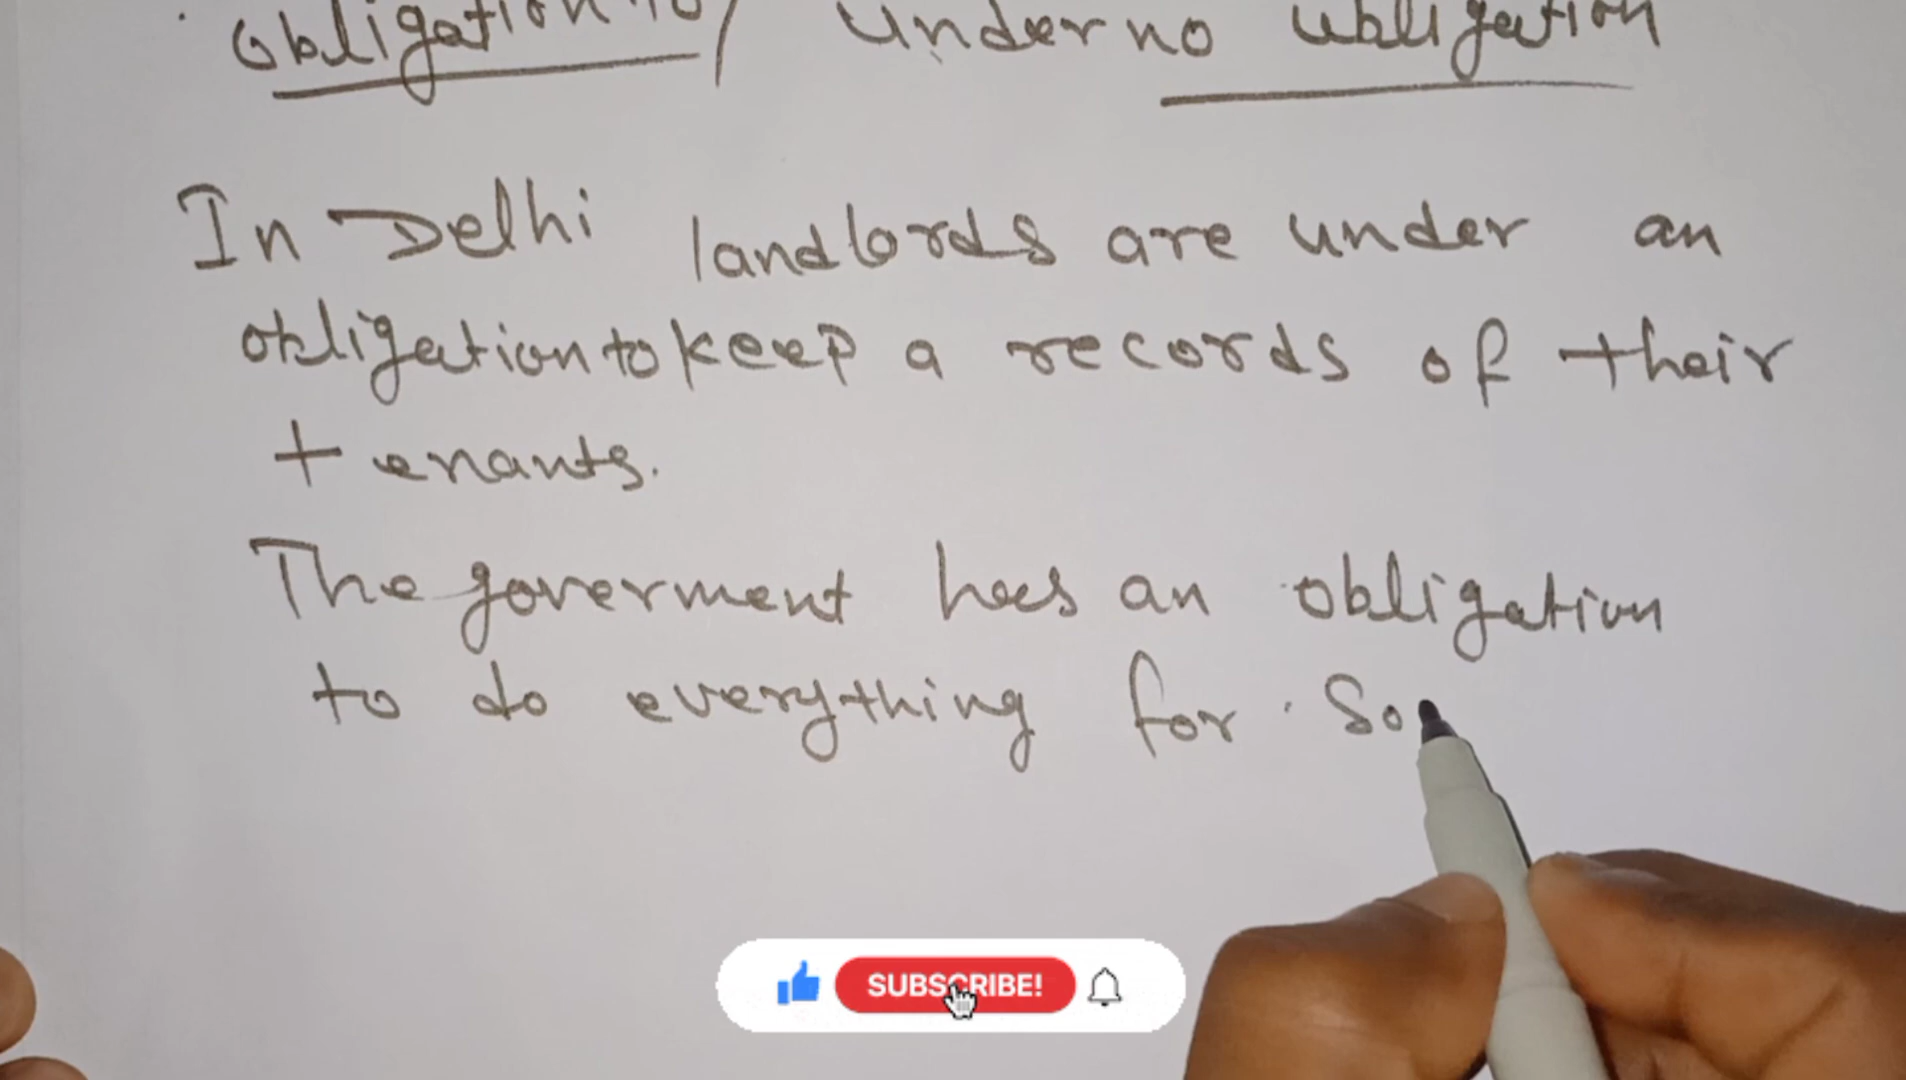 obligation to / under no obligation
In Delhi landlords are under an
obligation to keep a records of their
tenants.
The goverment has an obligation
to do everything for so
SUBSCRIBE!